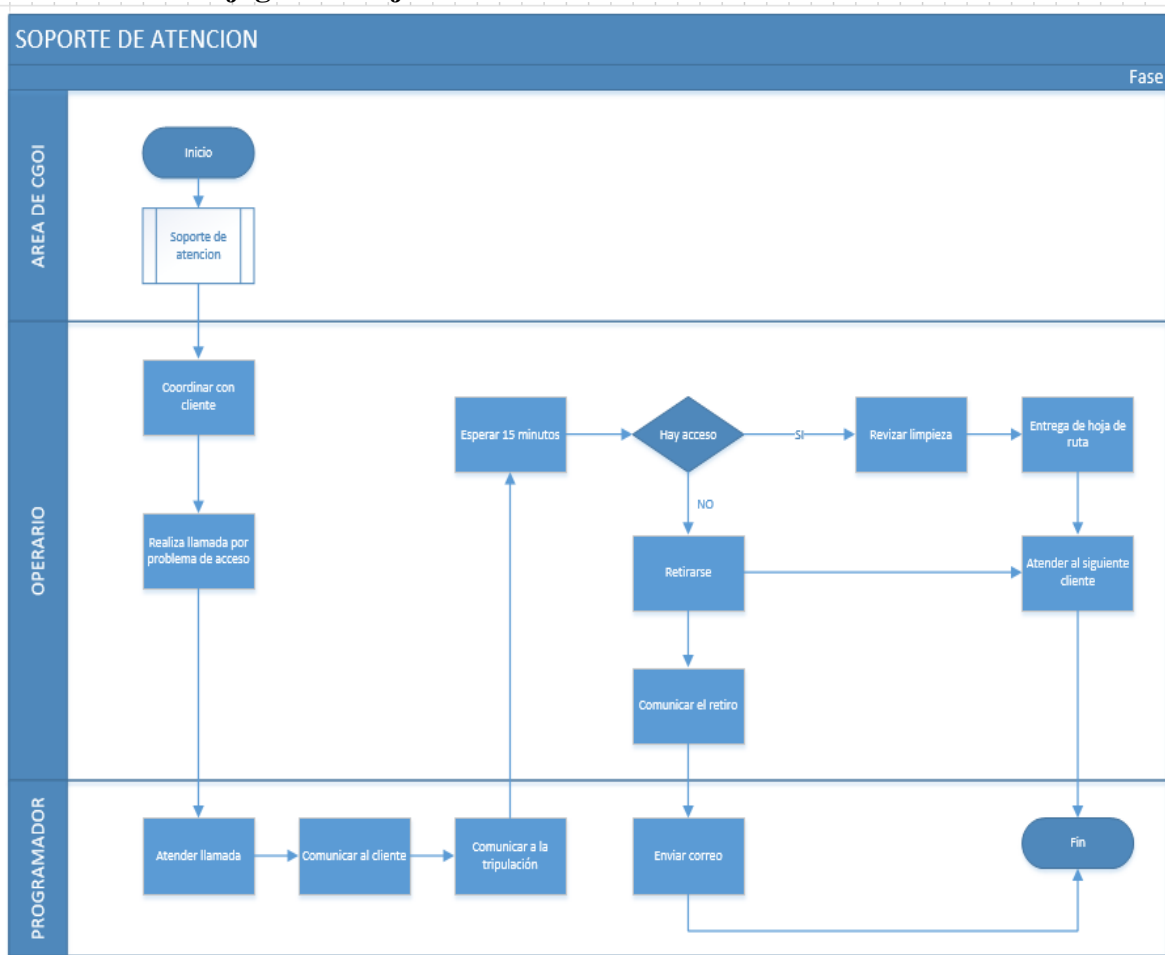 SOPORTE DE ATENCION
Fase
AREA DE CGOI
Inicio
Soporte de
atencion
OPERARIO
Coordinar con
cliente
Realiza llamada por
problema de acceso
Esperar 15 minutos
Hay acceso
SI
Revizar limpieza
Entrega de hoja de
ruta
NO
Retirarse
Atender al siguiente
cliente
Comunicar el retiro
PROGRAMADOR
Atender llamada
Comunicar al cliente
Comunicar a la
tripulación
Enviar correo
Fin